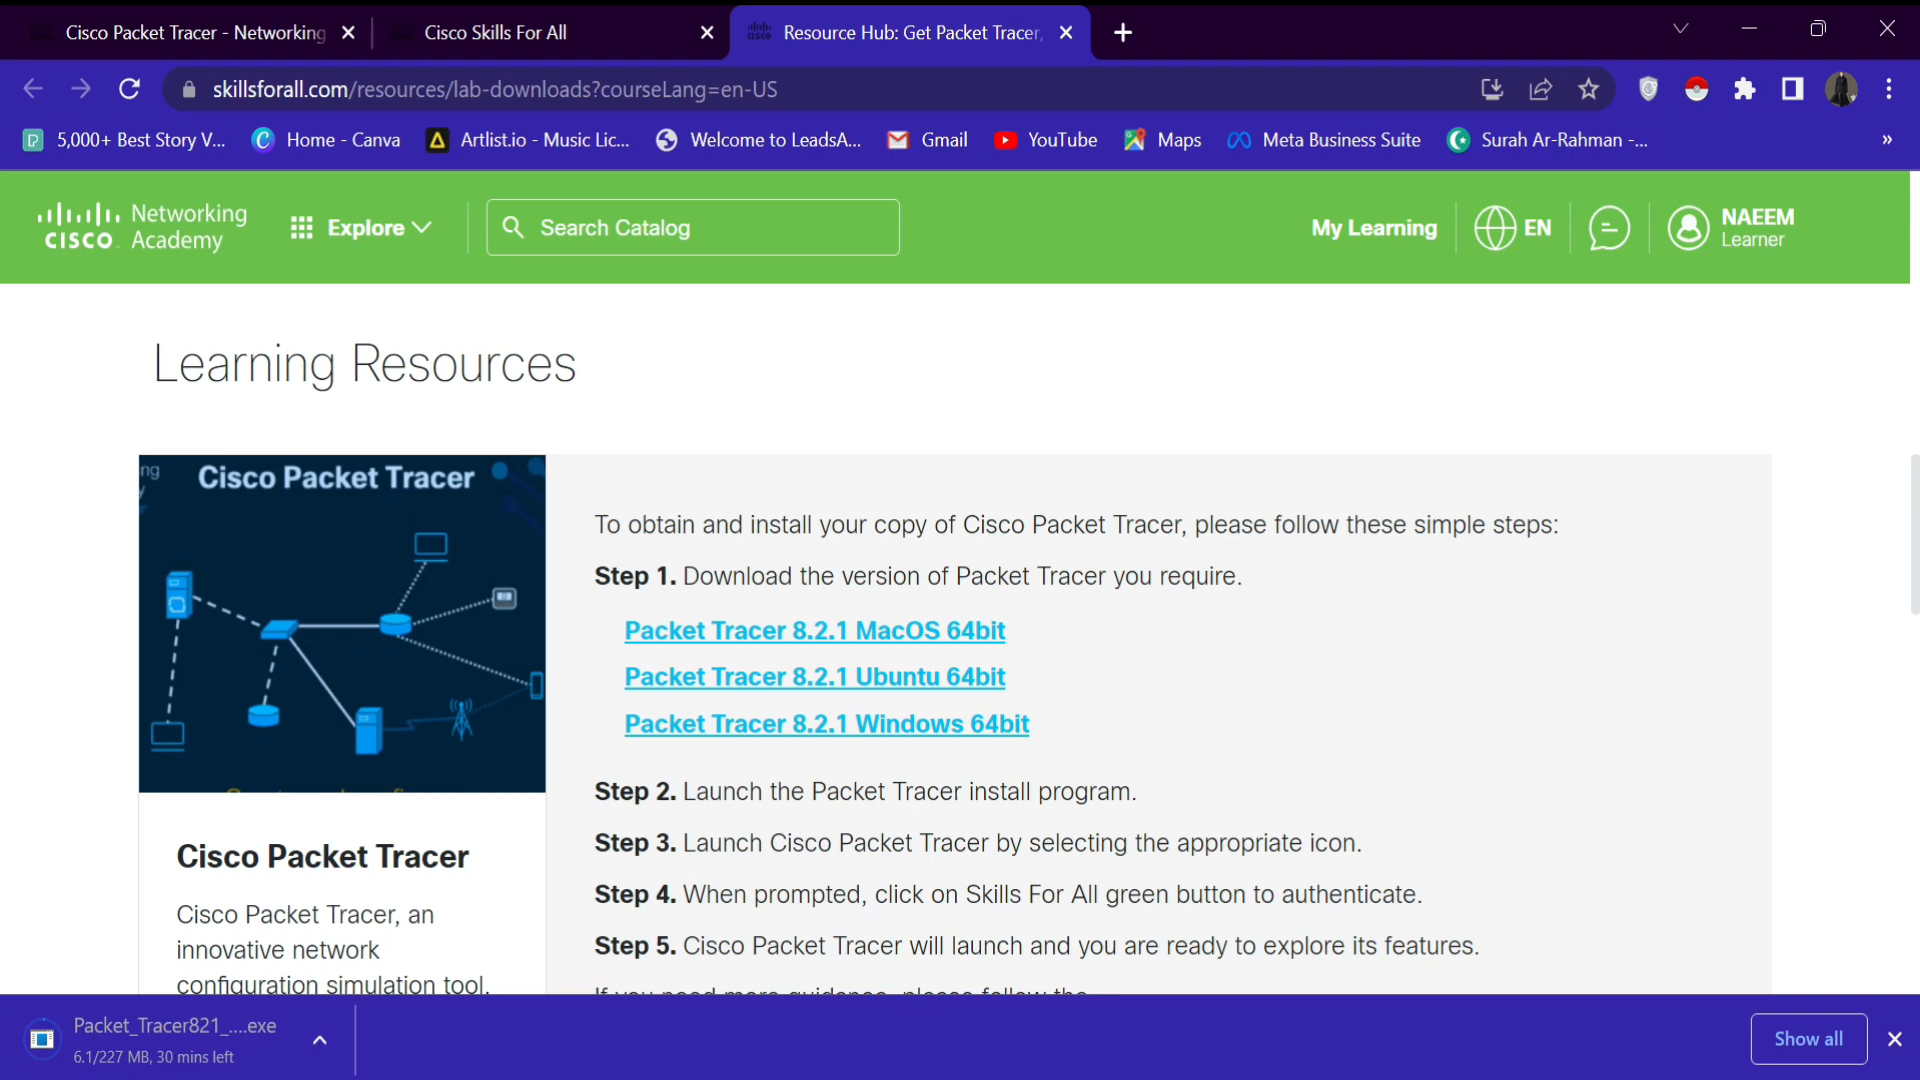 Cisco Packet Tracer - Networking
Cisco Skills For All
Resource Hub: Get Packet Tracer,
skillsforall.com/resources/lab-downloads?courseLang=en-US
5,000+ Best Story V...
Home - Canva
Artlist.io - Music Lic...
Welcome to LeadsA...
Gmail
YouTube
Maps
Meta Business Suite
Surah Ar-Rahman -...
CISCO Networking Academy
Explore
Search Catalog
My Learning
EN
NAEEM
Learner
Learning Resources
Cisco Packet Tracer
To obtain and install your copy of Cisco Packet Tracer, please follow these simple steps:
Step 1. Download the version of Packet Tracer you require.
Packet Tracer 8.2.1 MacOS 64bit
Packet Tracer 8.2.1 Ubuntu 64bit
Packet Tracer 8.2.1 Windows 64bit
Step 2. Launch the Packet Tracer install program.
Step 3. Launch Cisco Packet Tracer by selecting the appropriate icon.
Step 4. When prompted, click on Skills For All green button to authenticate.
Step 5. Cisco Packet Tracer will launch and you are ready to explore its features.
If you need more guidance, please follow the
Cisco Packet Tracer
Cisco Packet Tracer, an
innovative network
configuration simulation tool,
Packet_Tracer821_....exe
6.1/227 MB, 30 mins left
Show all